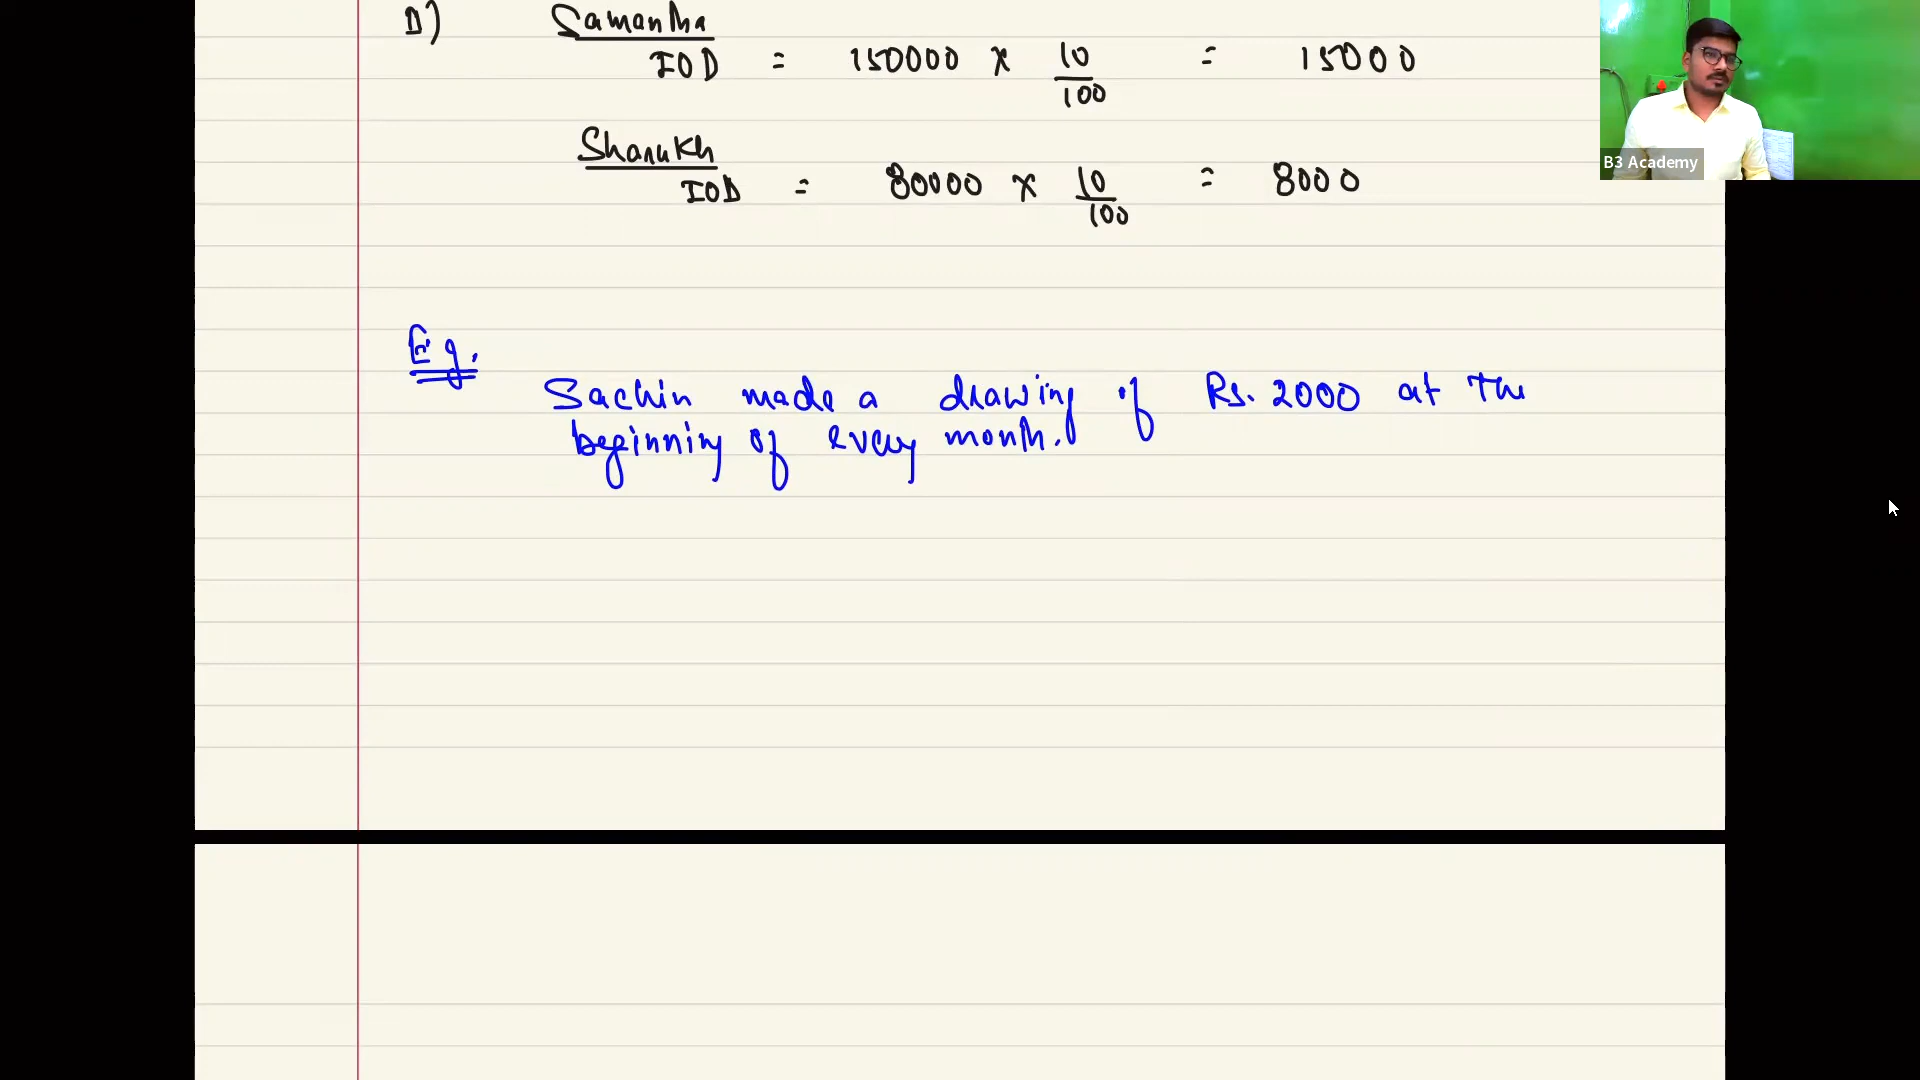 D) Samantha
IOD = 150000 x 10/100 = 15000
B3 Academy
Sharukh
IOD = 80000 x 10/100 = 8000
Eg.
Sachin made a drawing of Rs. 2000 at the
beginning of every month.